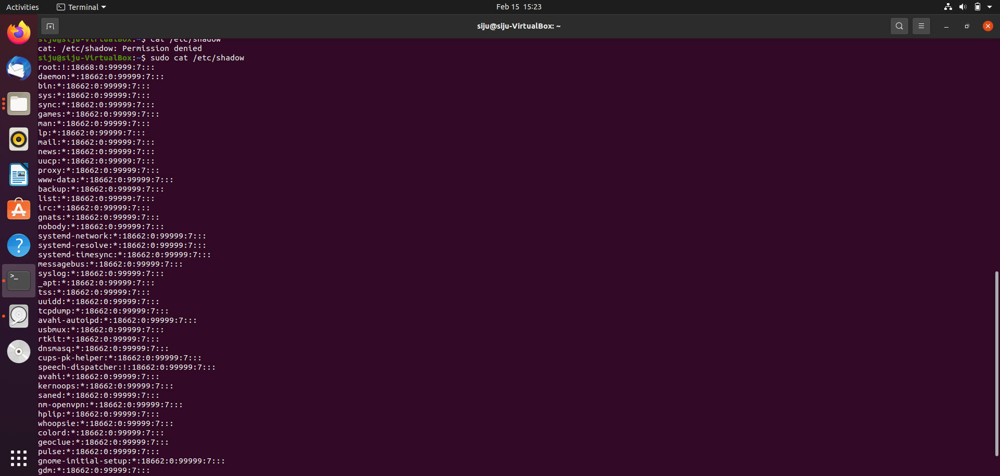 Activities
Terminal
Feb 15 15:23
siju@siju-VirtualBox: ~
siju@siju-VirtualBox:~$ cat /etc/shadow
cat: /etc/shadow: Permission denied
siju@siju-VirtualBox:~$ sudo cat /etc/shadow
root:!:18668:0:99999:7:::
daemon:*:18662:0:99999:7:::
bin:*:18662:0:99999:7:::
sys:*:18662:0:99999:7:::
sync:*:18662:0:99999:7:::
games:*:18662:0:99999:7:::
man:*:18662:0:99999:7:::
lp:*:18662:0:99999:7:::
mail:*:18662:0:99999:7:::
news:*:18662:0:99999:7:::
uucp:*:18662:0:99999:7:::
proxy:*:18662:0:99999:7:::
www-data:*:18662:0:99999:7:::
backup:*:18662:0:99999:7:::
list:*:18662:0:99999:7:::
irc:*:18662:0:99999:7:::
gnats:*:18662:0:99999:7:::
nobody:*:18662:0:99999:7:::
systemd-network:*:18662:0:99999:7:::
systemd-resolve:*:18662:0:99999:7:::
systemd-timesync:*:18662:0:99999:7:::
messagebus:*:18662:0:99999:7:::
syslog:*:18662:0:99999:7:::
_apt:*:18662:0:99999:7:::
tss:*:18662:0:99999:7:::
uuidd:*:18662:0:99999:7:::
tcpdump:*:18662:0:99999:7:::
avahi-autoipd:*:18662:0:99999:7:::
usbmux:*:18662:0:99999:7:::
rtkit:*:18662:0:99999:7:::
dnsmasq:*:18662:0:99999:7:::
cups-pk-helper:*:18662:0:99999:7:::
speech-dispatcher:!:18662:0:99999:7:::
avahi:*:18662:0:99999:7:::
kernoops:*:18662:0:99999:7:::
saned:*:18662:0:99999:7:::
nm-openvpn:*:18662:0:99999:7:::
hplip:*:18662:0:99999:7:::
whoopsie:*:18662:0:99999:7:::
colord:*:18662:0:99999:7:::
geoclue:*:18662:0:99999:7:::
pulse:*:18662:0:99999:7:::
gnome-initial-setup:*:18662:0:99999:7:::
gdm:*:18662:0:99999:7:::